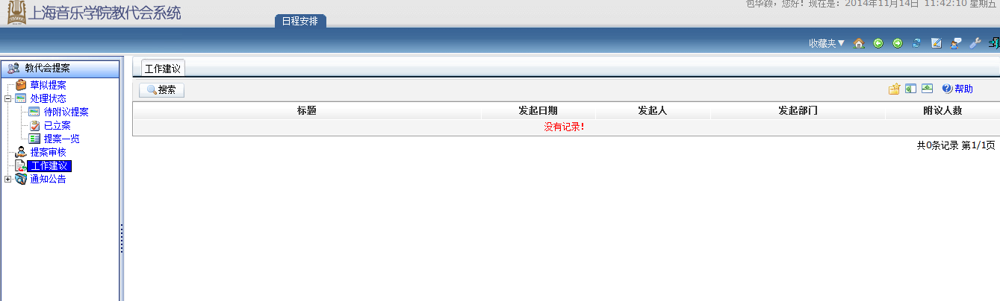 上海音乐学院教代会系统
包华颖，您好！现在是：2014年11月14日 11:42:10 星期五
日程安排
收藏夹▼
教代会提案
草拟提案
处理状态
待附议提案
已立案
提案一览
提案审核
工作建议
通知公告
工作建议
搜索
帮助
标题 发起日期 发起人 发起部门 附议人数
没有记录！
共0条记录 第1/1页